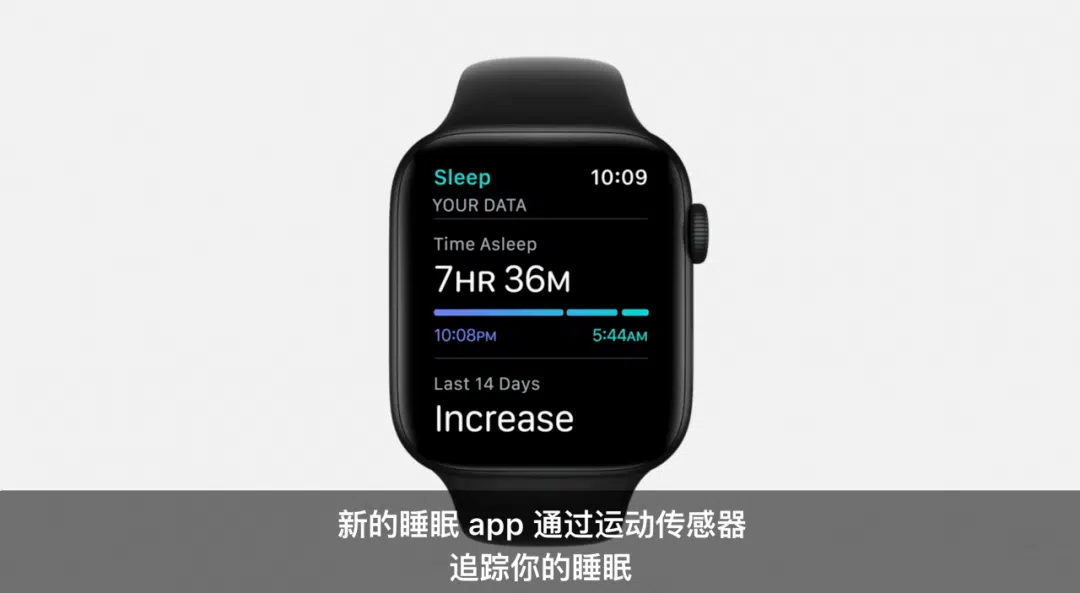 Sleep 10:09
YOUR DATA
Time Asleep
7HR 36M
10:08PM 5:44AM
Last 14 Days
Increase
新的睡眠 app 通过运动传感器
追踪你的睡眠